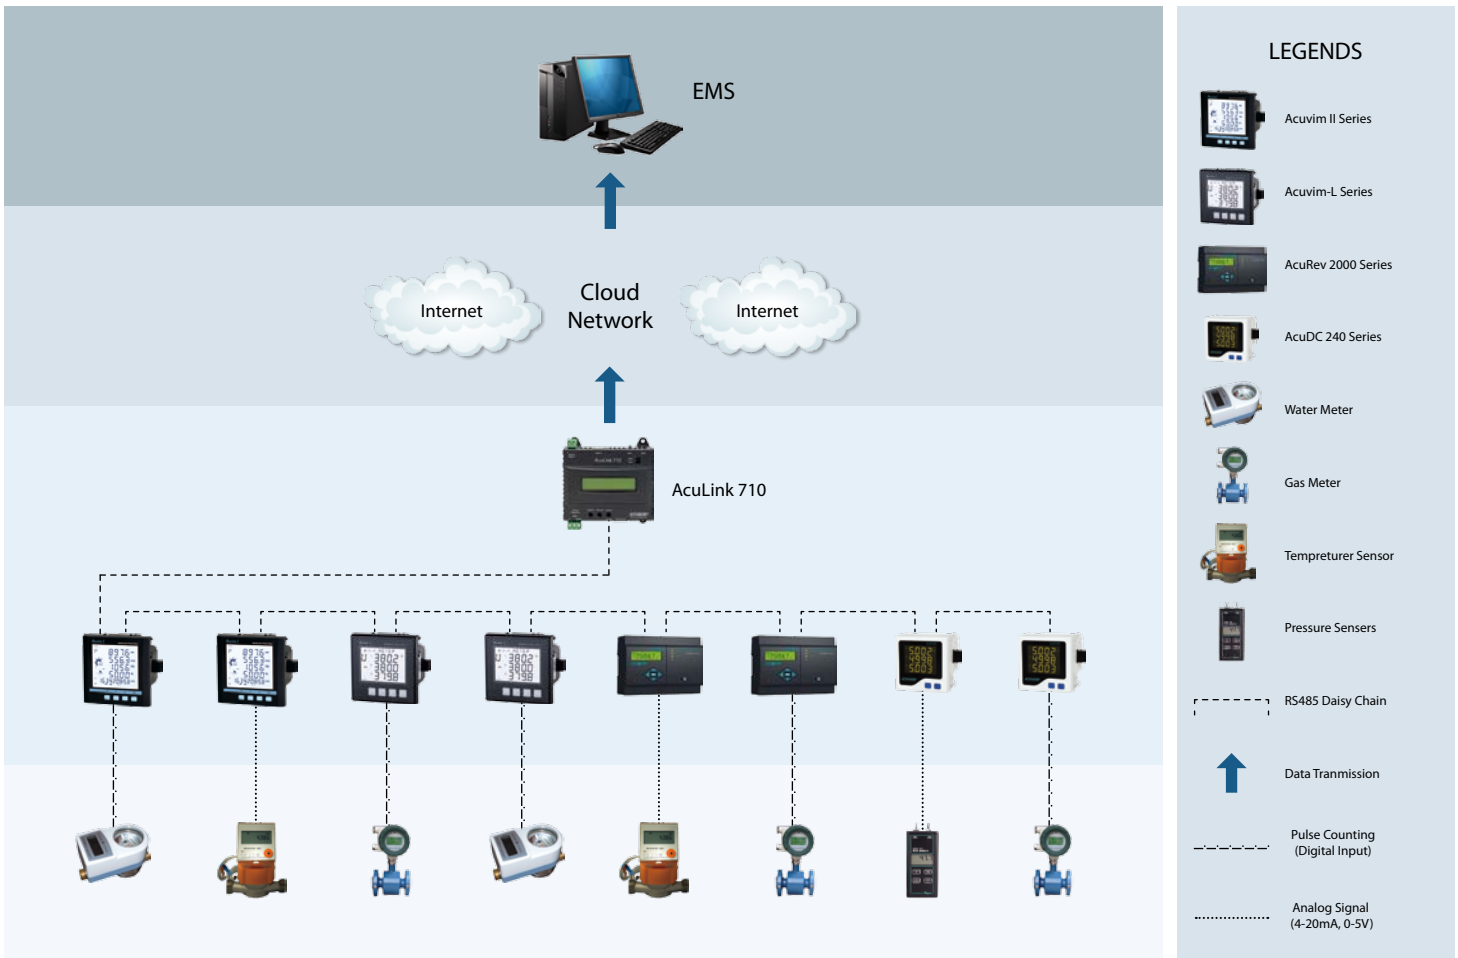 EMS
Internet
Cloud
Network
Internet
AcuLink 710
LEGENDS
Acuvim II Series
Acuvim-L Series
AcuRev 2000 Series
AcuDC 240 Series
Water Meter
Gas Meter
Tempreturer Sensor
Pressure Sensers
RS485 Daisy Chain
Data Tranmission
Pulse Counting
(Digital Input)
Analog Signal
(4-20mA, 0-5V)